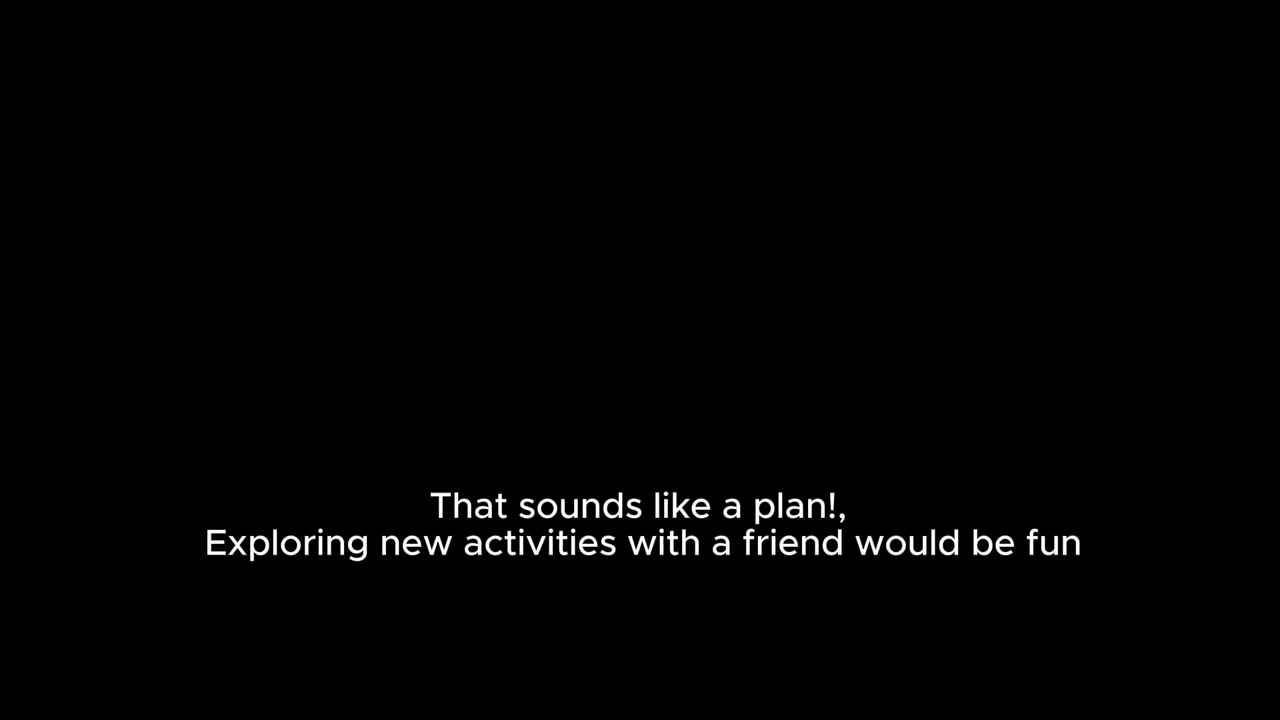 That sounds like a plan!,
Exploring new activities with a friend would be fun